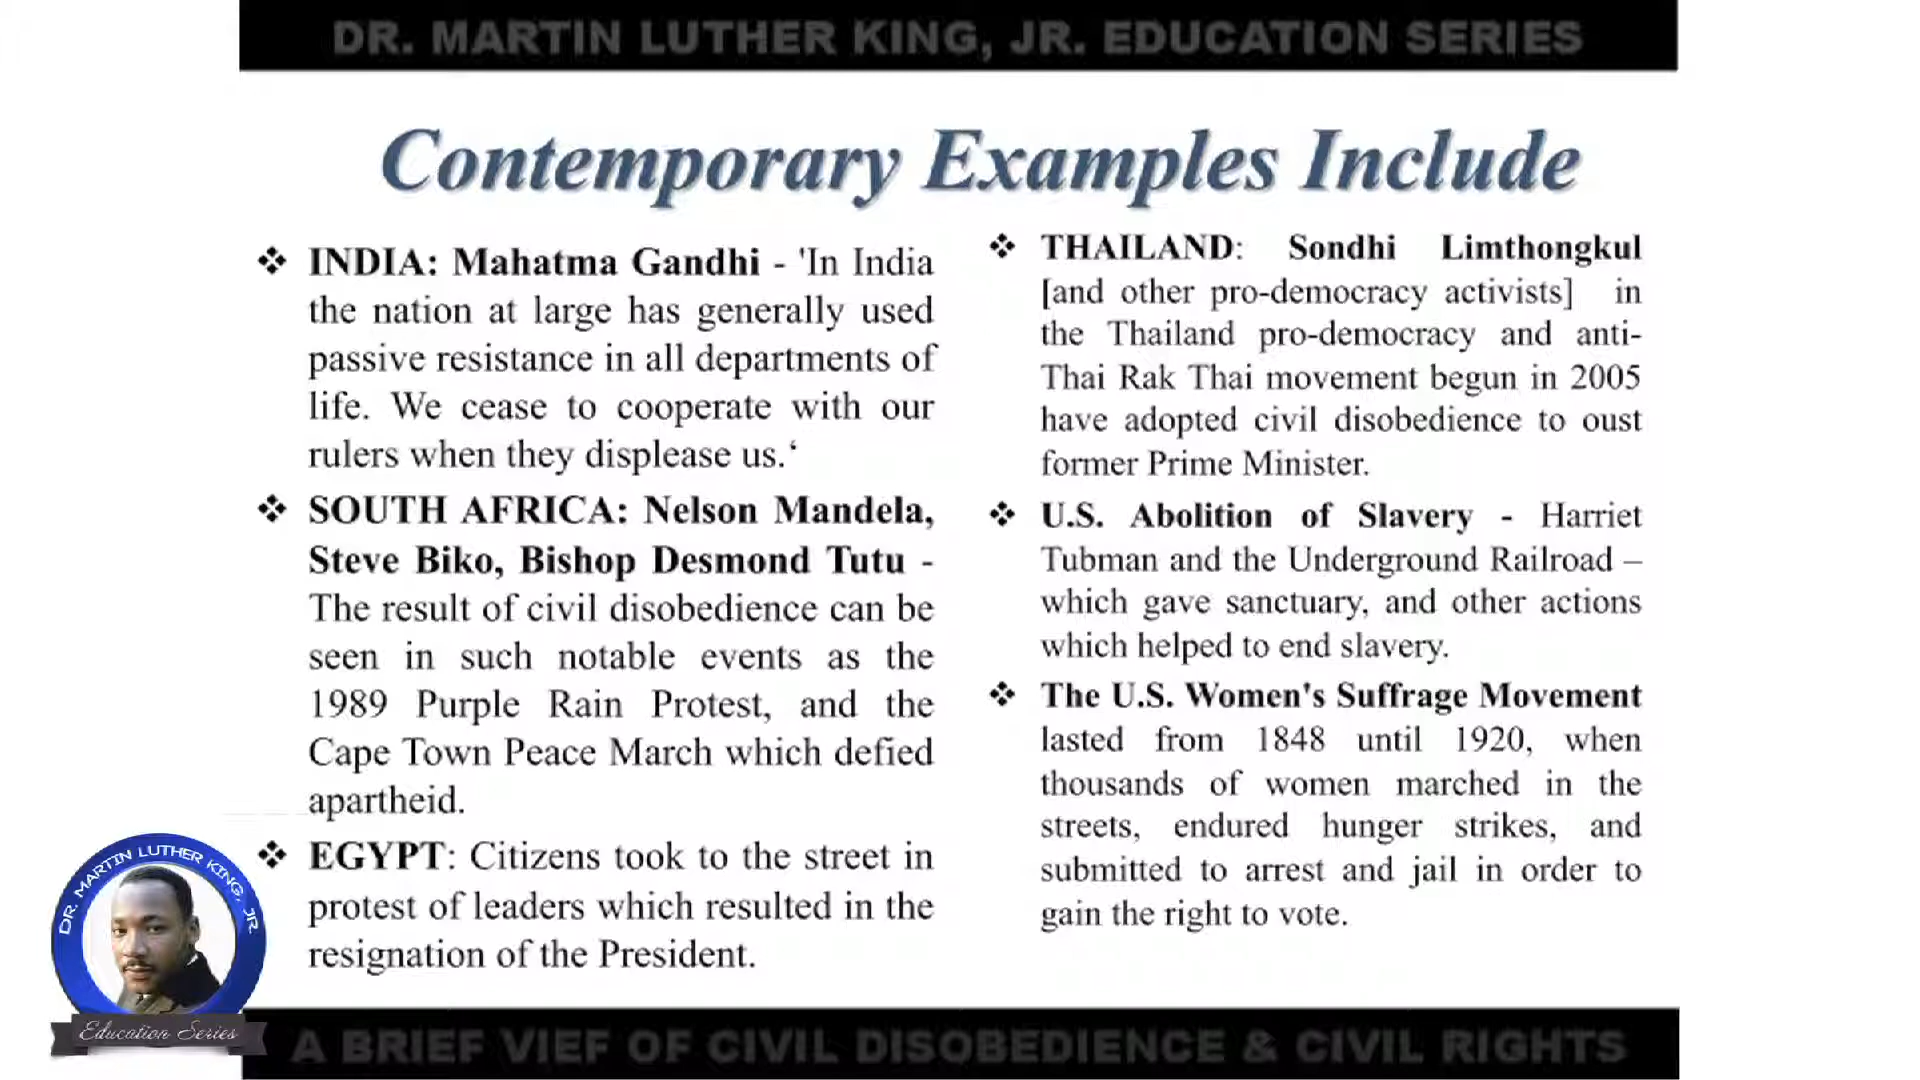 DR. MARTIN LUTHER KING, JR. EDUCATION SERIES
Contemporary Examples Include
❖ INDIA: Mahatma Gandhi - 'In India
the nation at large has generally used
passive resistance in all departments of
life. We cease to cooperate with our
rulers when they displease us.‘
❖ SOUTH AFRICA: Nelson Mandela,
Steve Biko, Bishop Desmond Tutu -
The result of civil disobedience can be
seen in such notable events as the
1989 Purple Rain Protest, and the
Cape Town Peace March which defied
apartheid.
❖ EGYPT: Citizens took to the street in
protest of leaders which resulted in the
resignation of the President.
❖ THAILAND: Sondhi Limthongkul
[and other pro-democracy activists] in
the Thailand pro-democracy and anti-
Thai Rak Thai movement begun in 2005
have adopted civil disobedience to oust
former Prime Minister.
❖ U.S. Abolition of Slavery - Harriet
Tubman and the Underground Railroad –
which gave sanctuary, and other actions
which helped to end slavery.
❖ The U.S. Women's Suffrage Movement
lasted from 1848 until 1920, when
thousands of women marched in the
streets, endured hunger strikes, and
submitted to arrest and jail in order to
gain the right to vote.
DR. MARTIN LUTHER KING, JR
Education Series
A BRIEF VIEF OF CIVIL DISOBEDIENCE & CIVIL RIGHTS